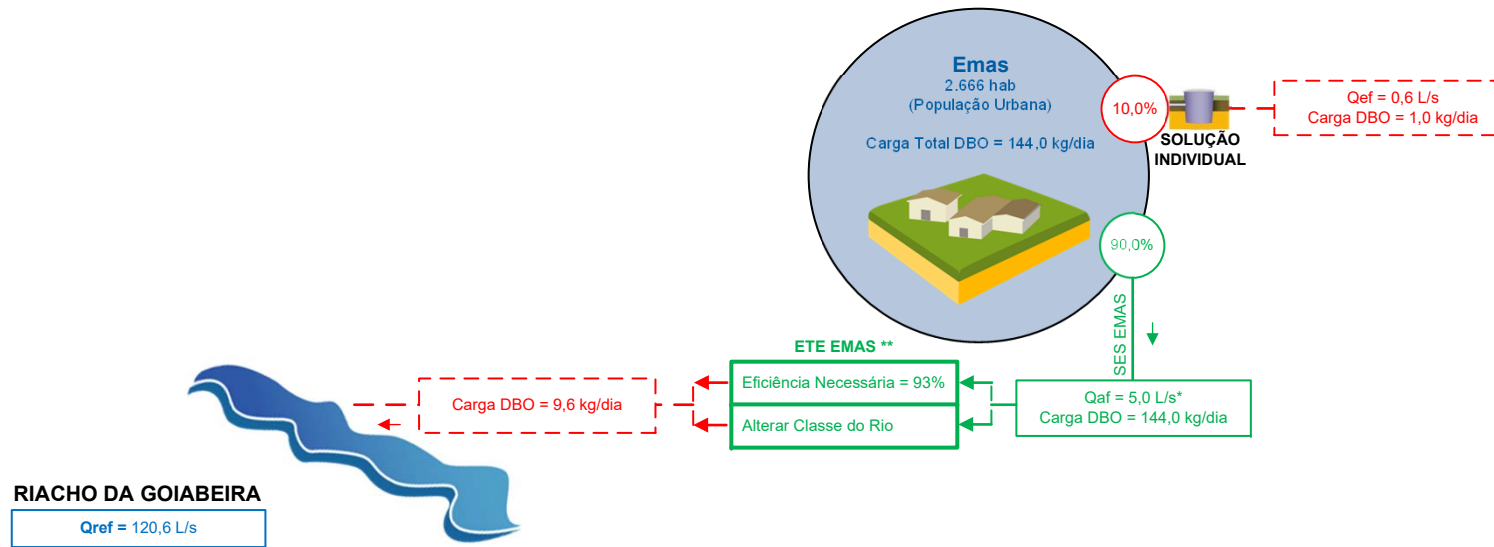 Emas
2.666 hab
(População Urbana)
Carga Total DBO = 144,0 kg/dia
10,0%
SOLUÇÃO
INDIVIDUAL
Qef = 0,6 L/s
Carga DBO = 1,0 kg/dia
90,0%
SES EMAS
Qaf = 5,0 L/s*
Carga DBO = 144,0 kg/dia
ETE EMAS **
Eficiência Necessária = 93%
Alterar Classe do Rio
Carga DBO = 9,6 kg/dia
RIACHO DA GOIABEIRA
Qref = 120,6 L/s